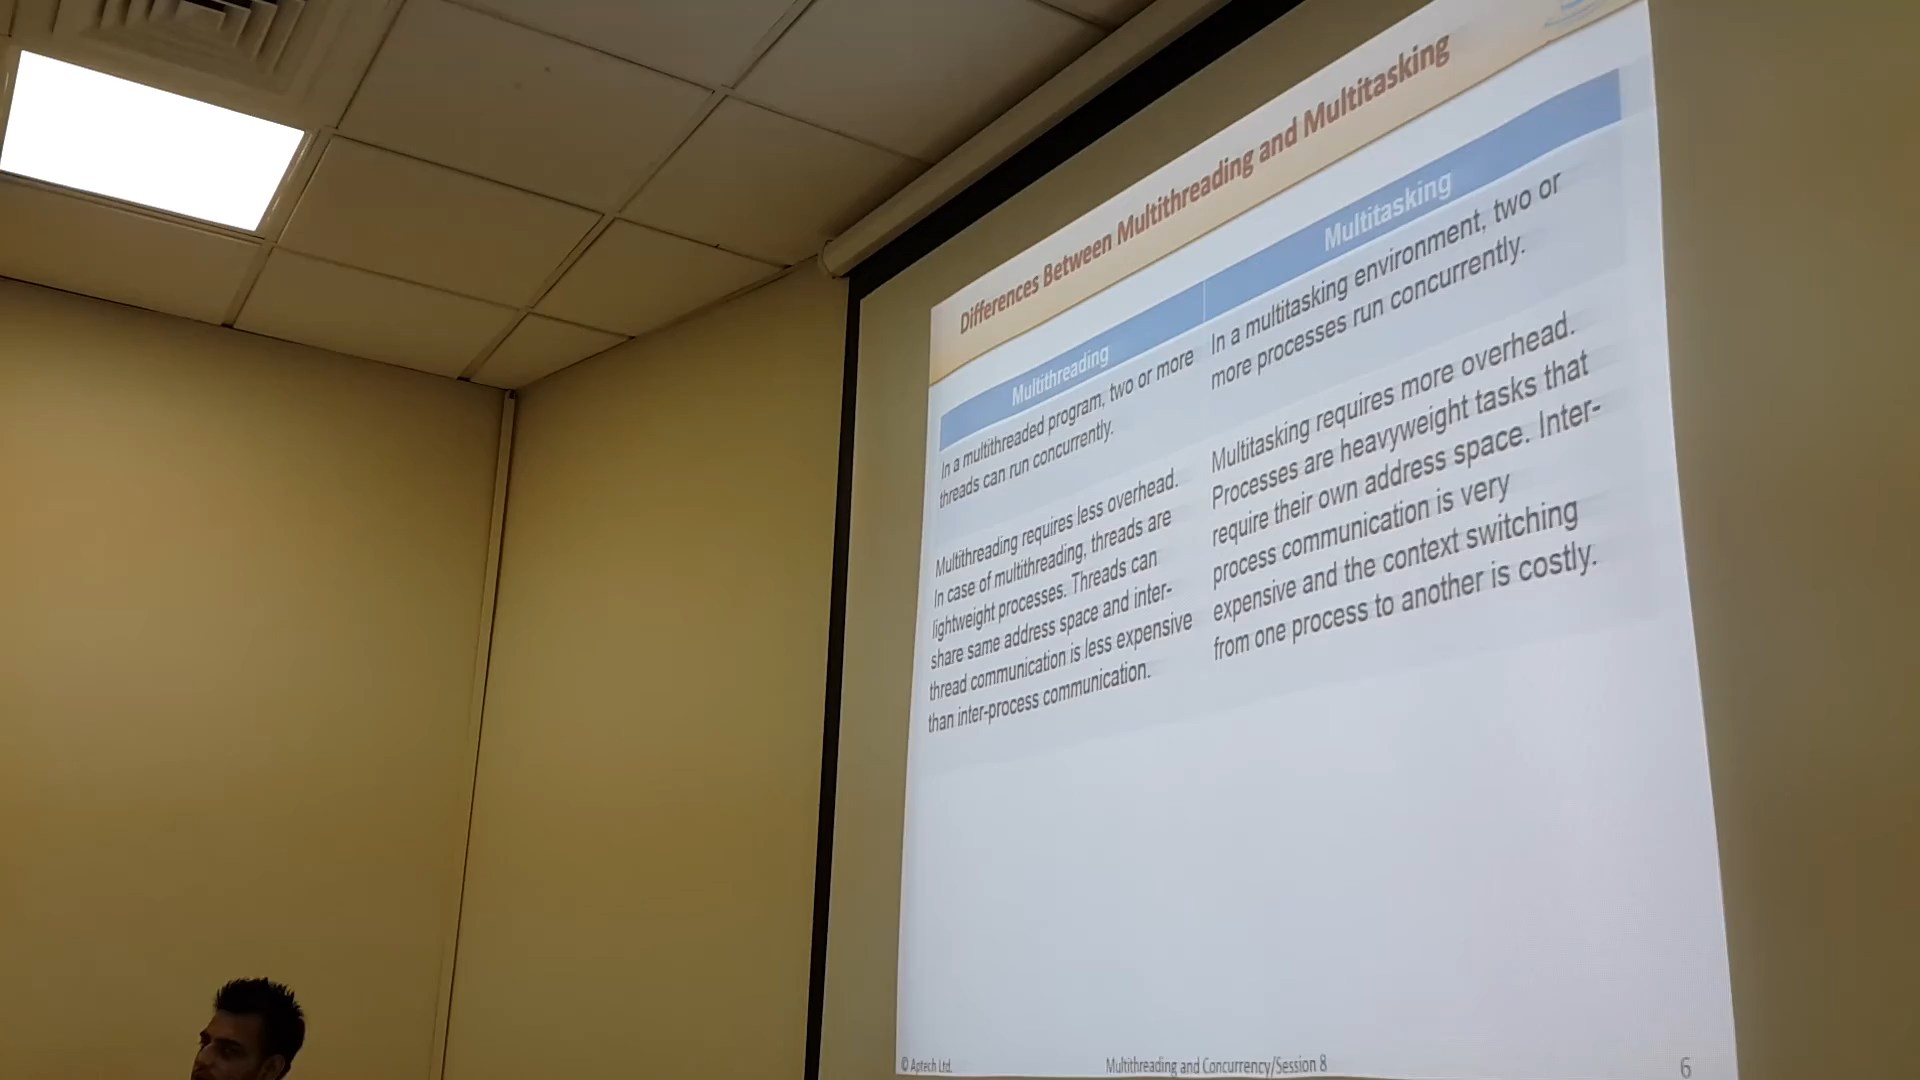 Differences Between Multithreading and Multitasking
Multithreading
In a multithreaded program, two or more
threads can run concurrently.
Multithreading requires less overhead.
In case of multithreading, threads are
lightweight processes. Threads can
share same address space and inter-
thread communication is less expensive
than inter-process communication.
Multitasking
In a multitasking environment, two or
more processes run concurrently.
Multitasking requires more overhead.
Processes are heavyweight tasks that
require their own address space. Inter-
process communication is very
expensive and the context switching
from one process to another is costly.
© Aptech Ltd.
Multithreading and Concurrency/Session 8
6